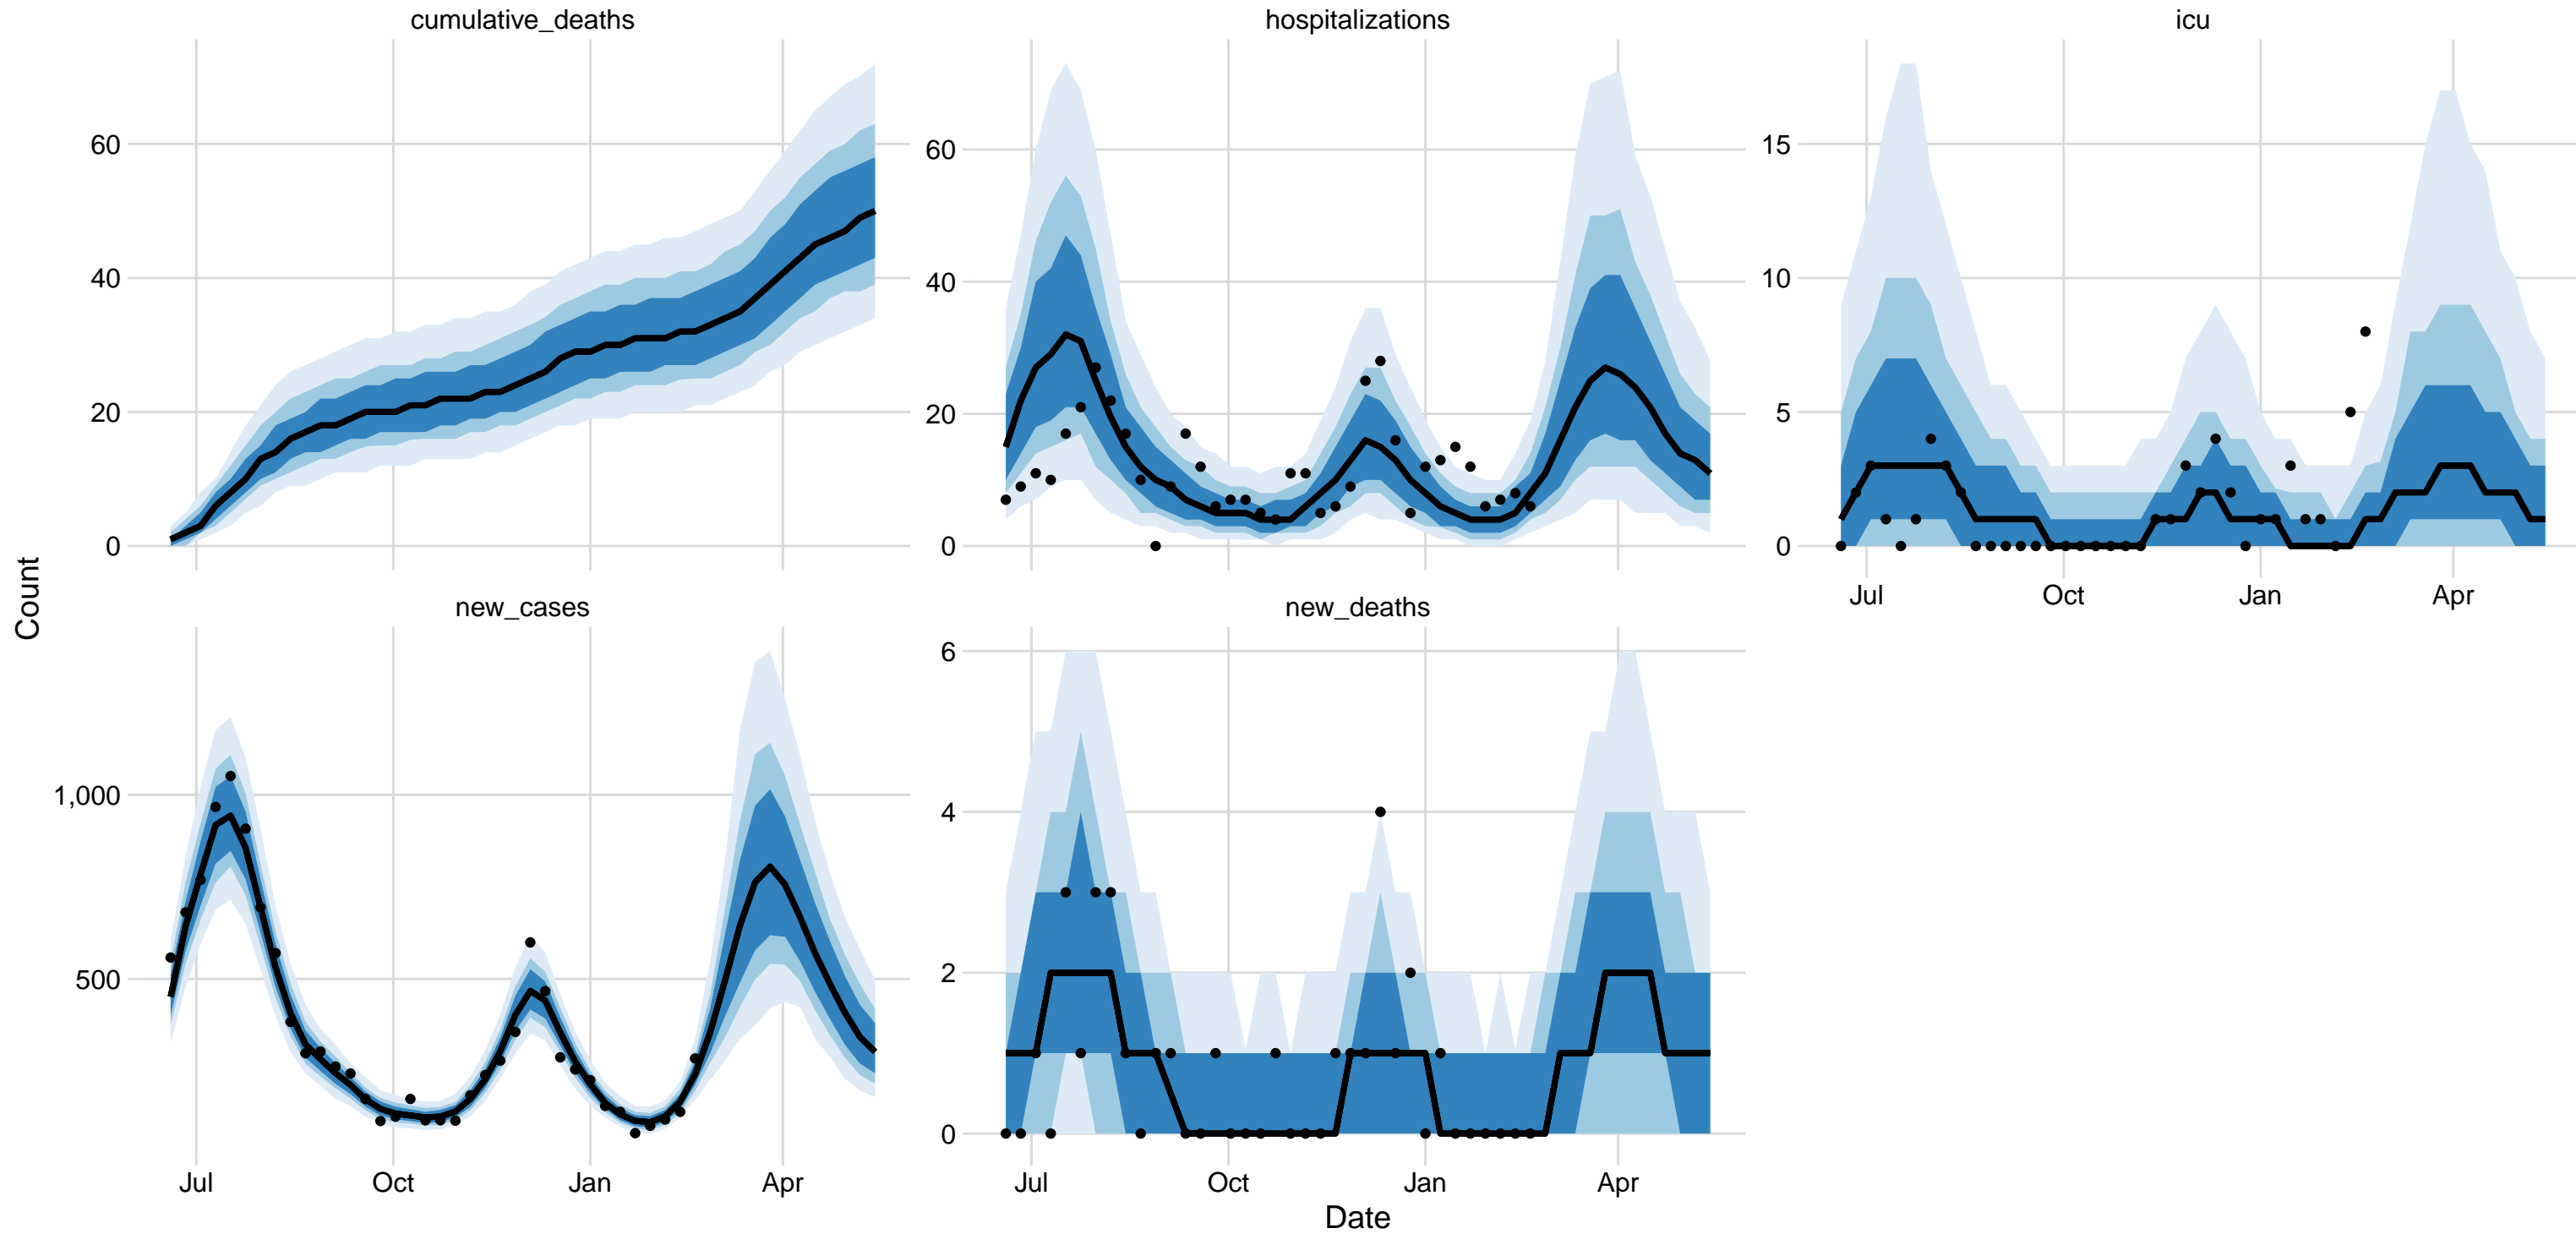 cumulative_deaths
hospitalizations
icu
60
40
20
0
60
40
20
0
15
10
5
0
Jul Oct Jan Apr
Count
new_cases
new_deaths
1,000
500
6
4
2
0
Jul Oct Jan Apr
Jul Oct Jan Apr
Date